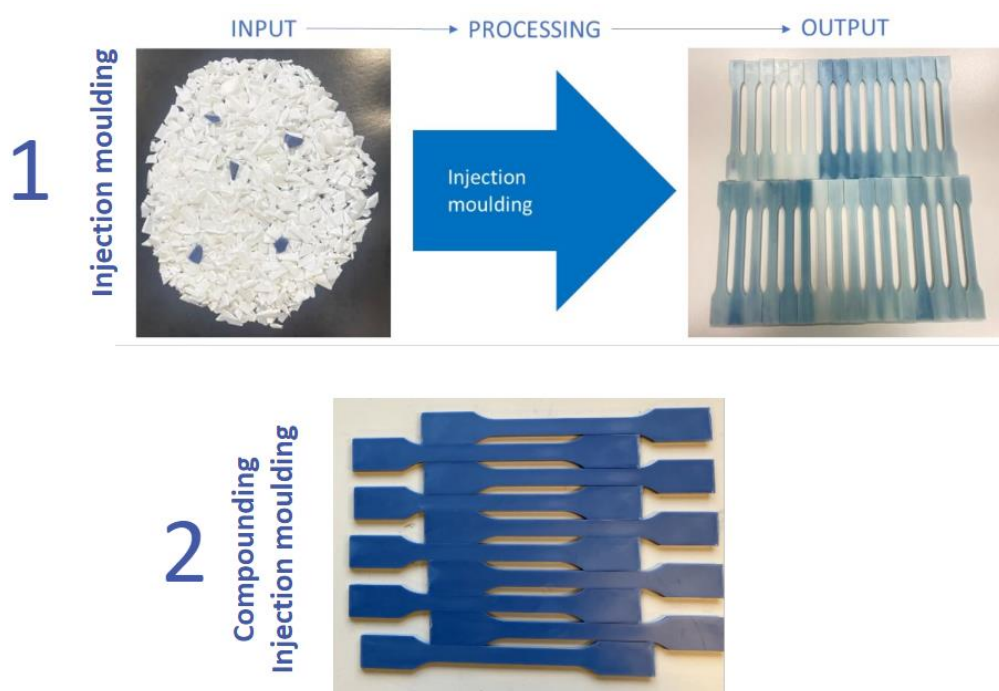 INPUT
PROCESSING
OUTPUT
1
Injection moulding
Injection
moulding
2
Compounding
Injection moulding